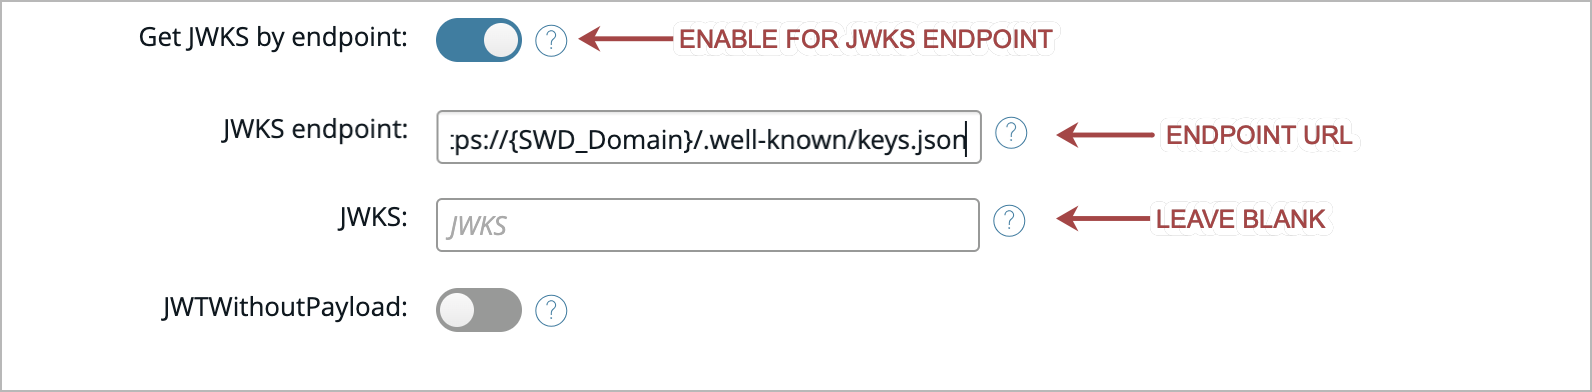 Get JWKS by endpoint: ? ENABLE FOR JWKS ENDPOINT
JWKS endpoint: :ps://{SWD_Domain}/.well-known/keys.json ? ENDPOINT URL
JWKS: JWKS ? LEAVE BLANK
JWTWithoutPayload: ?